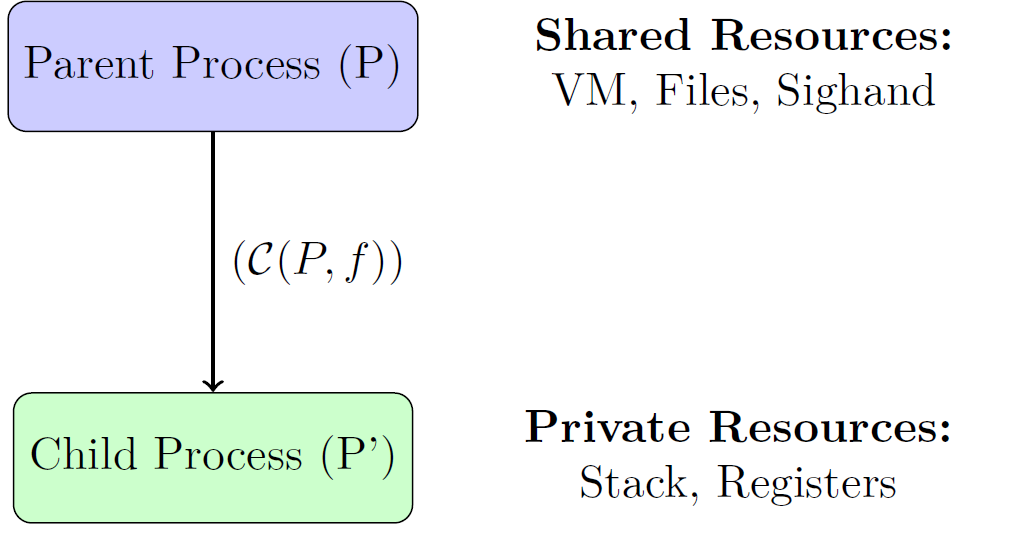 Parent Process (P)
Shared Resources:
VM, Files, Sighand
(𝒞(P, f))
Child Process (P')
Private Resources:
Stack, Registers